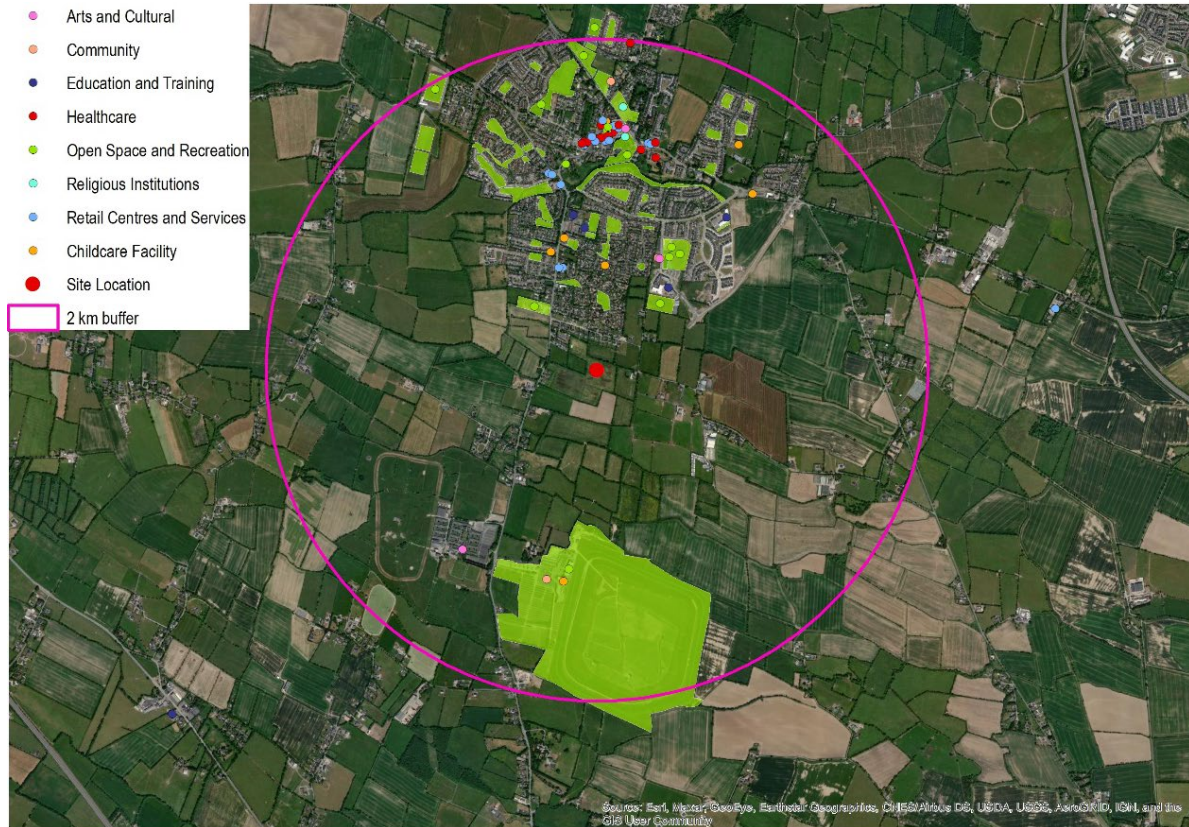 Arts and Cultural
Community
Education and Training
Healthcare
Open Space and Recreation
Religious Institutions
Retail Centres and Services
Childcare Facility
Site Location
2 km buffer
Source: Esri, Maxar, GeoEye, Earthstar Geographics, CNES/Airbus DS, USDA, USGS, AeroGRID, IGN, and the
GIS User Community